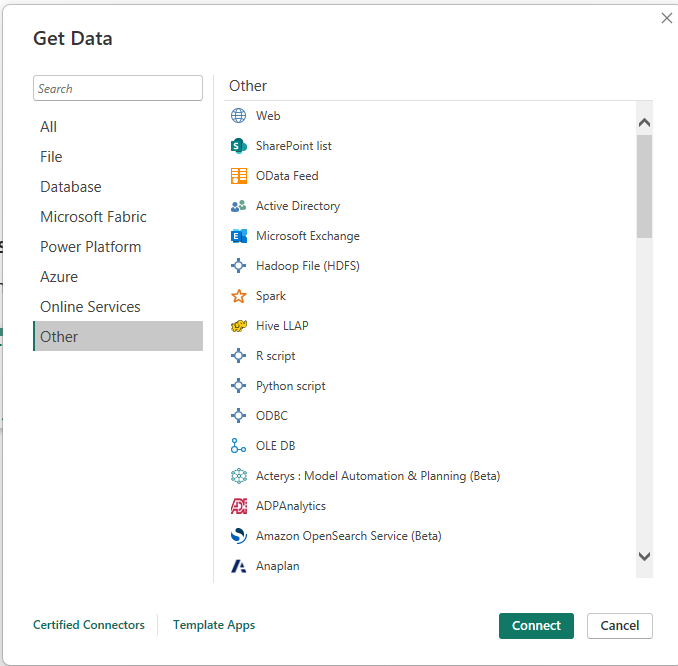 Get Data
Search
All
File
Database
Microsoft Fabric
Power Platform
Azure
Online Services
Other
Other
Web
SharePoint list
OData Feed
Active Directory
Microsoft Exchange
Hadoop File (HDFS)
Spark
Hive LLAP
R script
Python script
ODBC
OLE DB
Acterys : Model Automation & Planning (Beta)
ADPAnalytics
Amazon OpenSearch Service (Beta)
Anaplan
Certified Connectors
Template Apps
Connect
Cancel